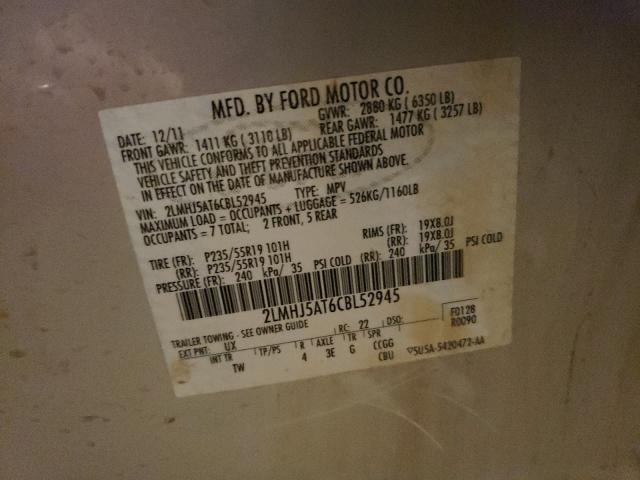 MFD. BY FORD MOTOR CO.
DATE: 12/11 GVWR: 2880 KG ( 6350 LB)
FRONT GAWR: 1411 KG ( 3110 LB) REAR GAWR: 1477 KG ( 3257 LB)
THIS VEHICLE CONFORMS TO ALL APPLICABLE FEDERAL MOTOR
VEHICLE SAFETY AND THEFT PREVENTION STANDARDS
IN EFFECT ON THE DATE OF MANUFACTURE SHOWN ABOVE.
VIN: 2LMHJ5AT6CBL52945 TYPE: MPV
MAXIMUM LOAD = OCCUPANTS + LUGGAGE = 526KG/1160LB
OCCUPANTS = 7 TOTAL; 2 FRONT, 5 REAR
TIRE (FR): P235/55R19 101H RIMS (FR): 19X8.0J
(RR): P235/55R19 101H (RR): 19X8.0J
PRESSURE (FR): 240 kPa/ 35 PSI COLD (RR): 240 kPa/ 35 PSI COLD
2LMHJ5AT6CBL52945
TRAILER TOWING - SEE OWNER GUIDE RC: 22 DSO: F0128
R0090
EXT PNT: UX
INT TR TP/PS R AXLE TR SPR
TW 4 3E G CCGG
CBU 5U5A-5420472-AA